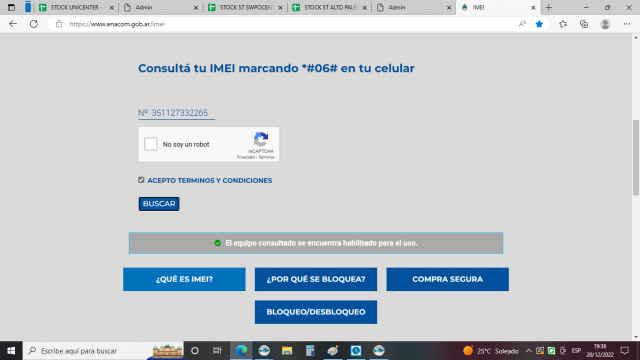 STOCK UNICENTER -
Admin
STOCK ST SWPOCEN
STOCK ST ALTO PALE
Admin
IMEI
https://www.enacom.gob.ar/imei
Consultá tu IMEI marcando *#06# en tu celular
Nº 351127332265
No soy un robot
reCAPTCHA
Privacidad - Términos
ACEPTO TERMINOS Y CONDICIONES
BUSCAR
El equipo consultado se encuentra habilitado para el uso.
¿QUÉ ES IMEI?
¿POR QUÉ SE BLOQUEA?
COMPRA SEGURA
BLOQUEO/DESBLOQUEO
Escribe aquí para buscar
25°C Soleado
ESP
19:36
20/12/2022